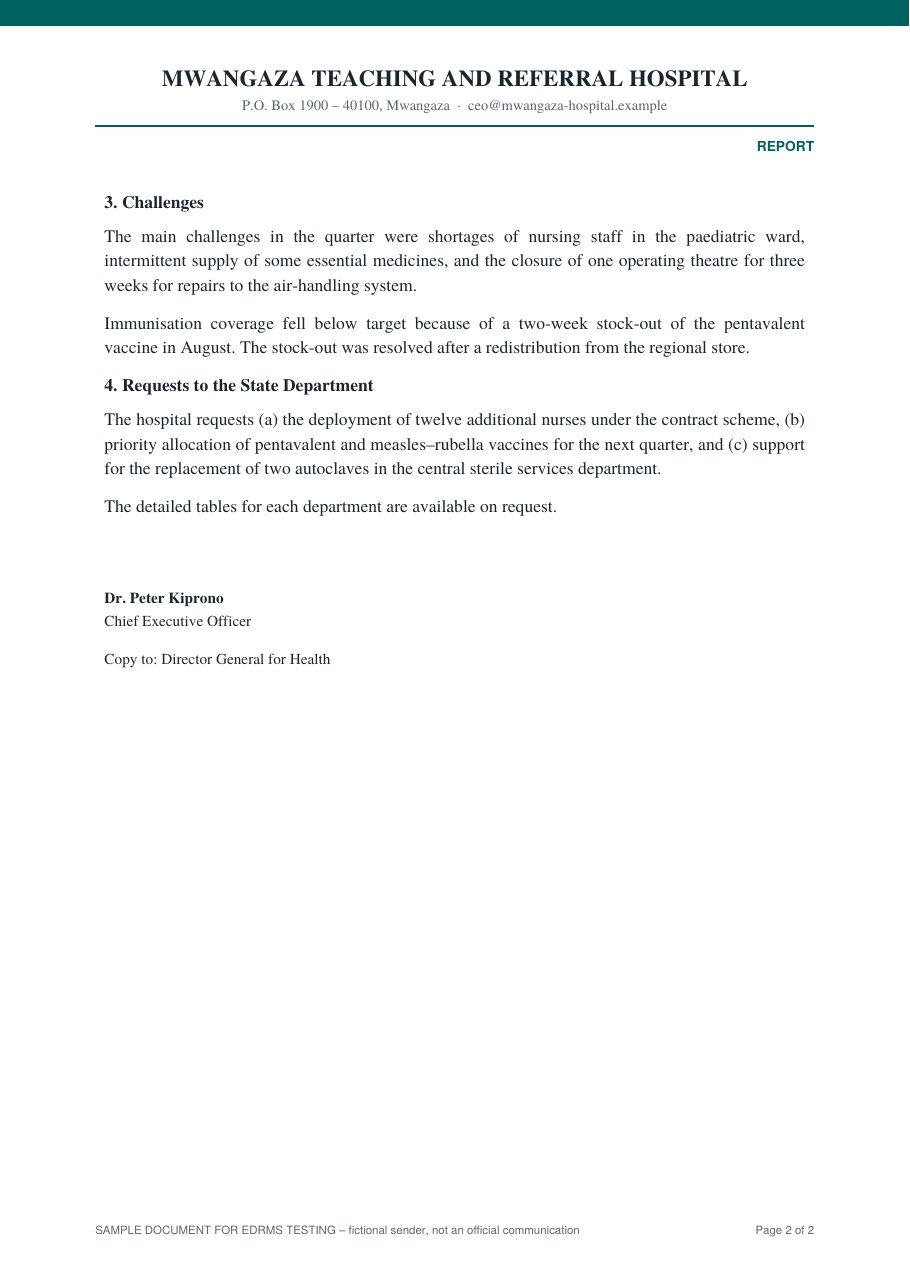 MWANGAZA TEACHING AND REFERRAL HOSPITAL
P.O. Box 1900 – 40100, Mwangaza · ceo@mwangaza-hospital.example
REPORT
3. Challenges
The main challenges in the quarter were shortages of nursing staff in the paediatric ward,
intermittent supply of some essential medicines, and the closure of one operating theatre for three
weeks for repairs to the air-handling system.
Immunisation coverage fell below target because of a two-week stock-out of the pentavalent
vaccine in August. The stock-out was resolved after a redistribution from the regional store.
4. Requests to the State Department
The hospital requests (a) the deployment of twelve additional nurses under the contract scheme, (b)
priority allocation of pentavalent and measles–rubella vaccines for the next quarter, and (c) support
for the replacement of two autoclaves in the central sterile services department.
The detailed tables for each department are available on request.
Dr. Peter Kiprono
Chief Executive Officer
Copy to: Director General for Health
SAMPLE DOCUMENT FOR EDRMS TESTING – fictional sender, not an official communication
Page 2 of 2